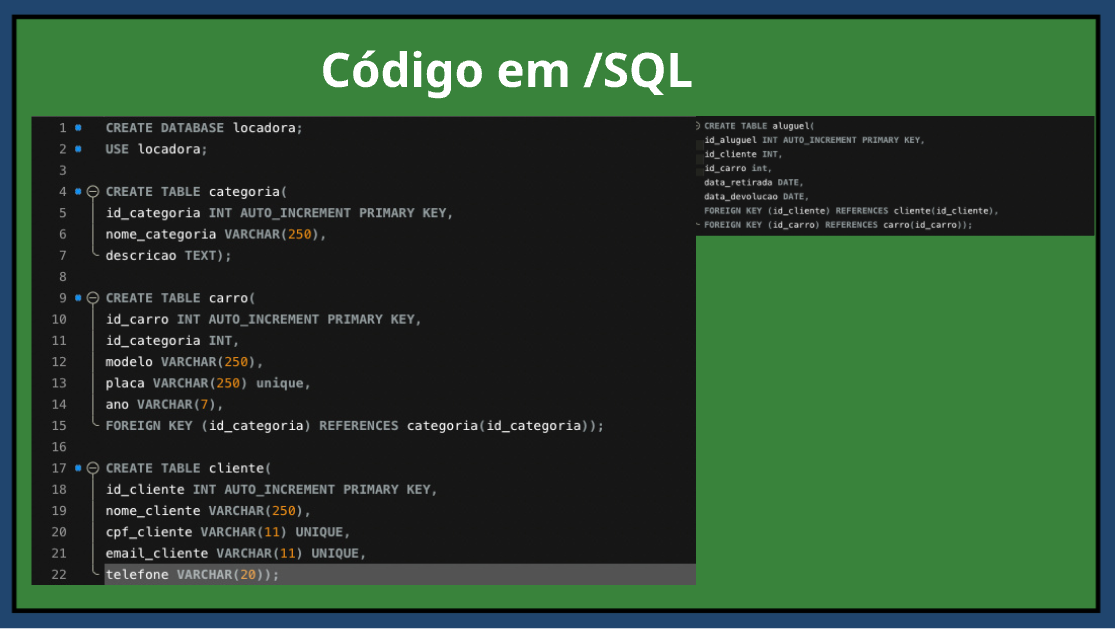 Código em /SQL
1 CREATE DATABASE locadora;
2 USE locadora;
3
4 CREATE TABLE categoria(
5 id_categoria INT AUTO_INCREMENT PRIMARY KEY,
6 nome_categoria VARCHAR(250),
7 descricao TEXT);
8
9 CREATE TABLE carro(
10 id_carro INT AUTO_INCREMENT PRIMARY KEY,
11 id_categoria INT,
12 modelo VARCHAR(250),
13 placa VARCHAR(250) unique,
14 ano VARCHAR(7),
15 FOREIGN KEY (id_categoria) REFERENCES categoria(id_categoria));
16
17 CREATE TABLE cliente(
18 id_cliente INT AUTO_INCREMENT PRIMARY KEY,
19 nome_cliente VARCHAR(250),
20 cpf_cliente VARCHAR(11) UNIQUE,
21 email_cliente VARCHAR(11) UNIQUE,
22 telefone VARCHAR(20));
CREATE TABLE aluguel(
id_aluguel INT AUTO_INCREMENT PRIMARY KEY,
id_cliente INT,
id_carro int,
data_retirada DATE,
data_devolucao DATE,
FOREIGN KEY (id_cliente) REFERENCES cliente(id_cliente),
FOREIGN KEY (id_carro) REFERENCES carro(id_carro));